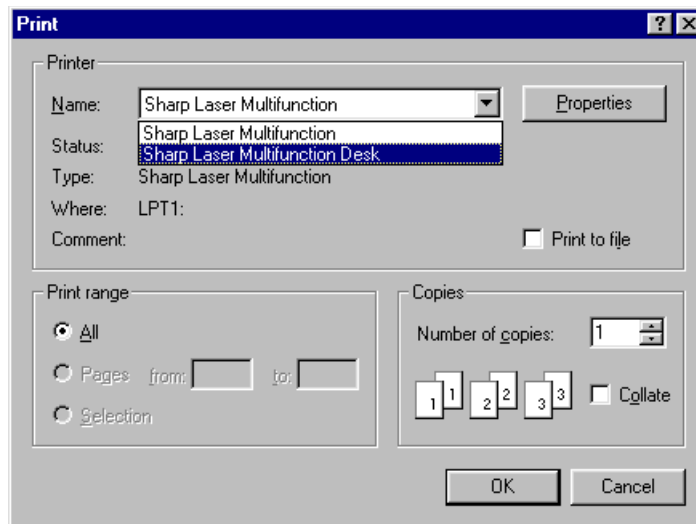 Print
Printer
Name: Sharp Laser Multifunction Properties
Sharp Laser Multifunction
Status: Sharp Laser Multifunction Desk
Type: Sharp Laser Multifunction
Where: LPT1:
Comment: Print to file
Print range
All
Pages from: to:
Selection
Copies
Number of copies: 1
1 1 2 2 3 3 Collate
OK Cancel